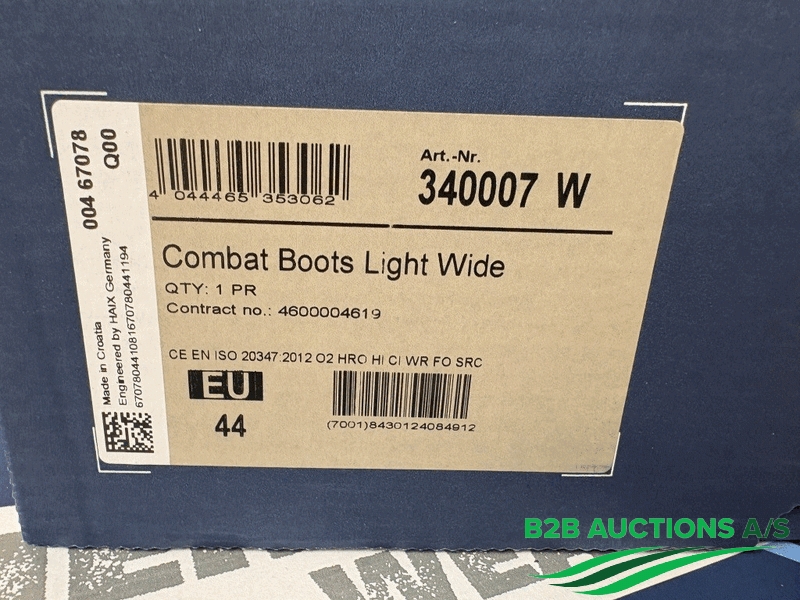 004 67078
Q00
Made in Croatia
Engineered by HAIX Germany
6707804410816707804411​94
4 044465 353062
Art.-Nr.
340007 W
Combat Boots Light Wide
QTY: 1 PR
Contract no.: 4600004619
CE EN ISO 20347:2012 O2 HRO HI CI WR FO SRC
EU
44
(7001)8430124084912
B2B AUCTIONS A/S